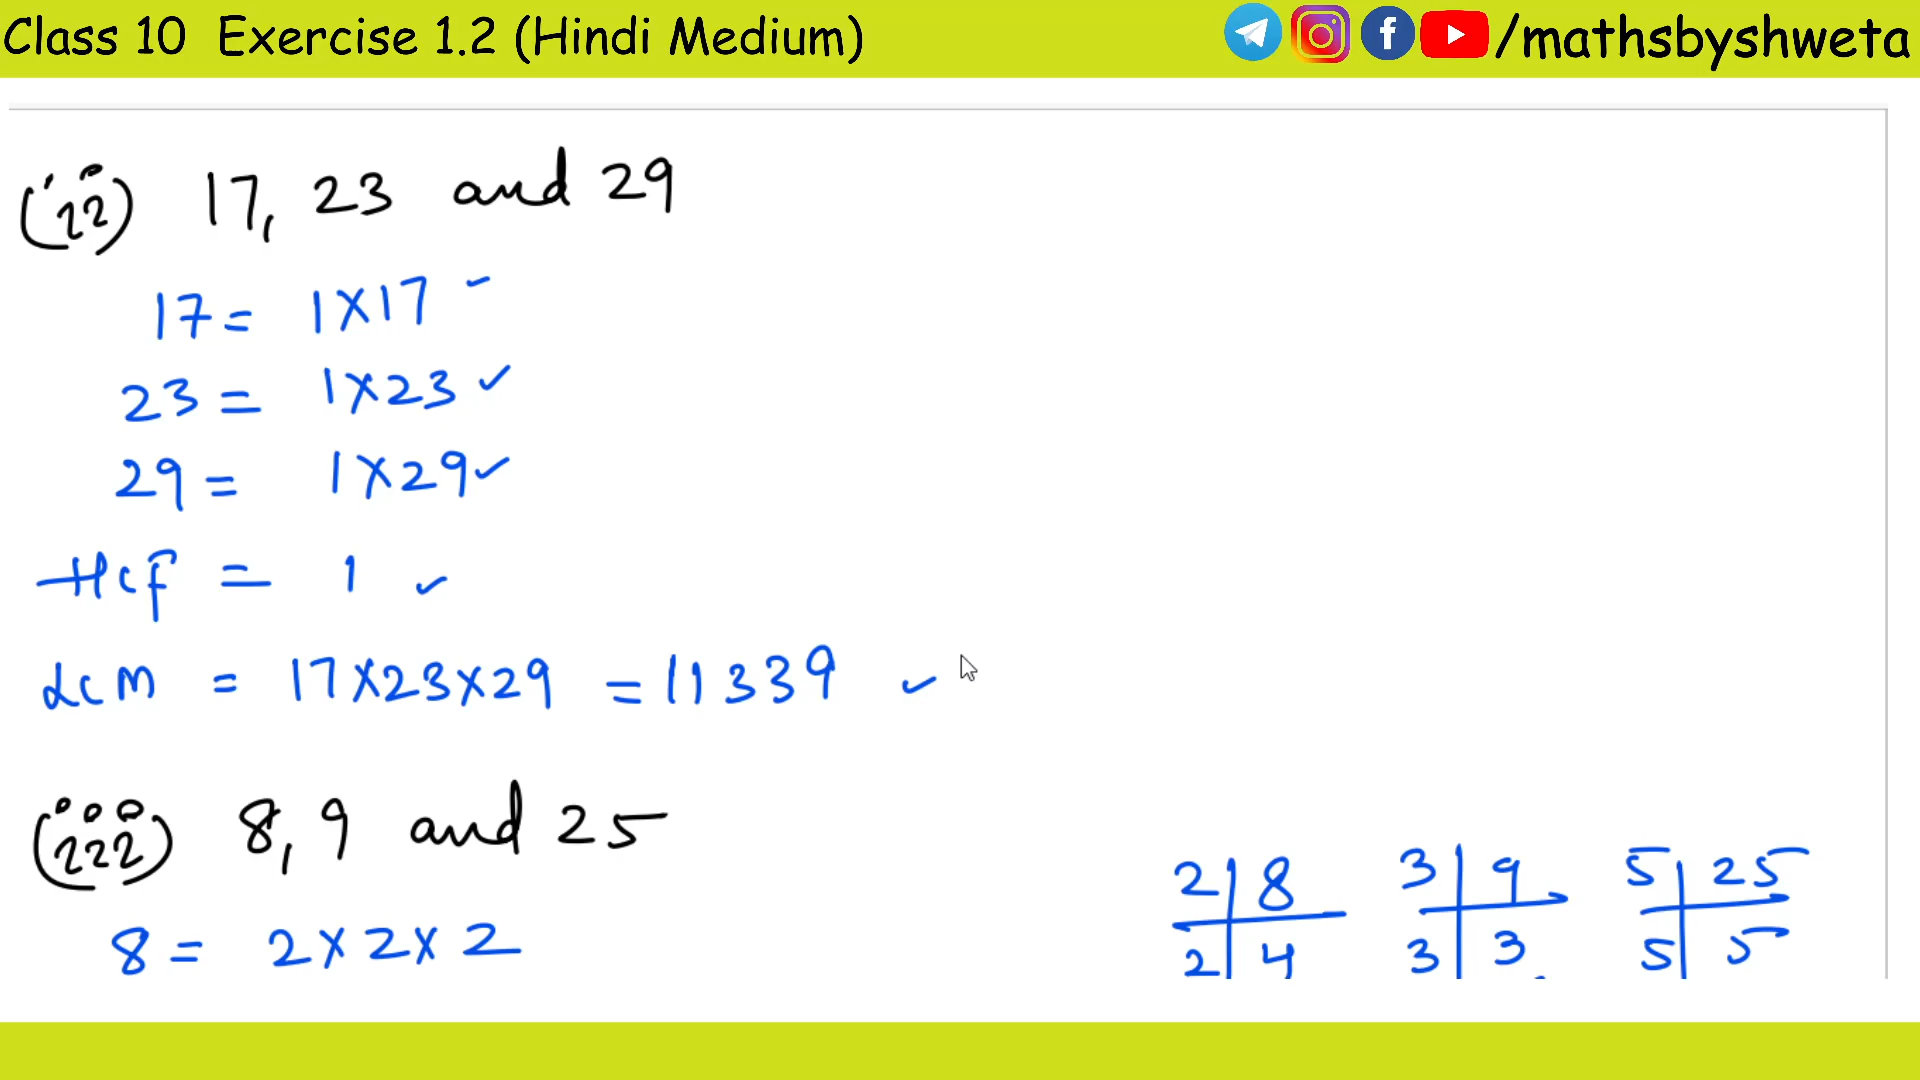 Class 10 Exercise 1.2 (Hindi Medium) /mathsbyshweta
(ii) 17, 23 and 29
17 = 1×17
23 = 1×23 ✓
29 = 1×29 ✓
Hcf = 1 ✓
LCM = 17×23×29 = 11339 ✓
(iii) 8, 9 and 25
2 | 8 3 | 9 5 | 25
8 = 2×2×2
2 | 4 3 | 3 5 | 5